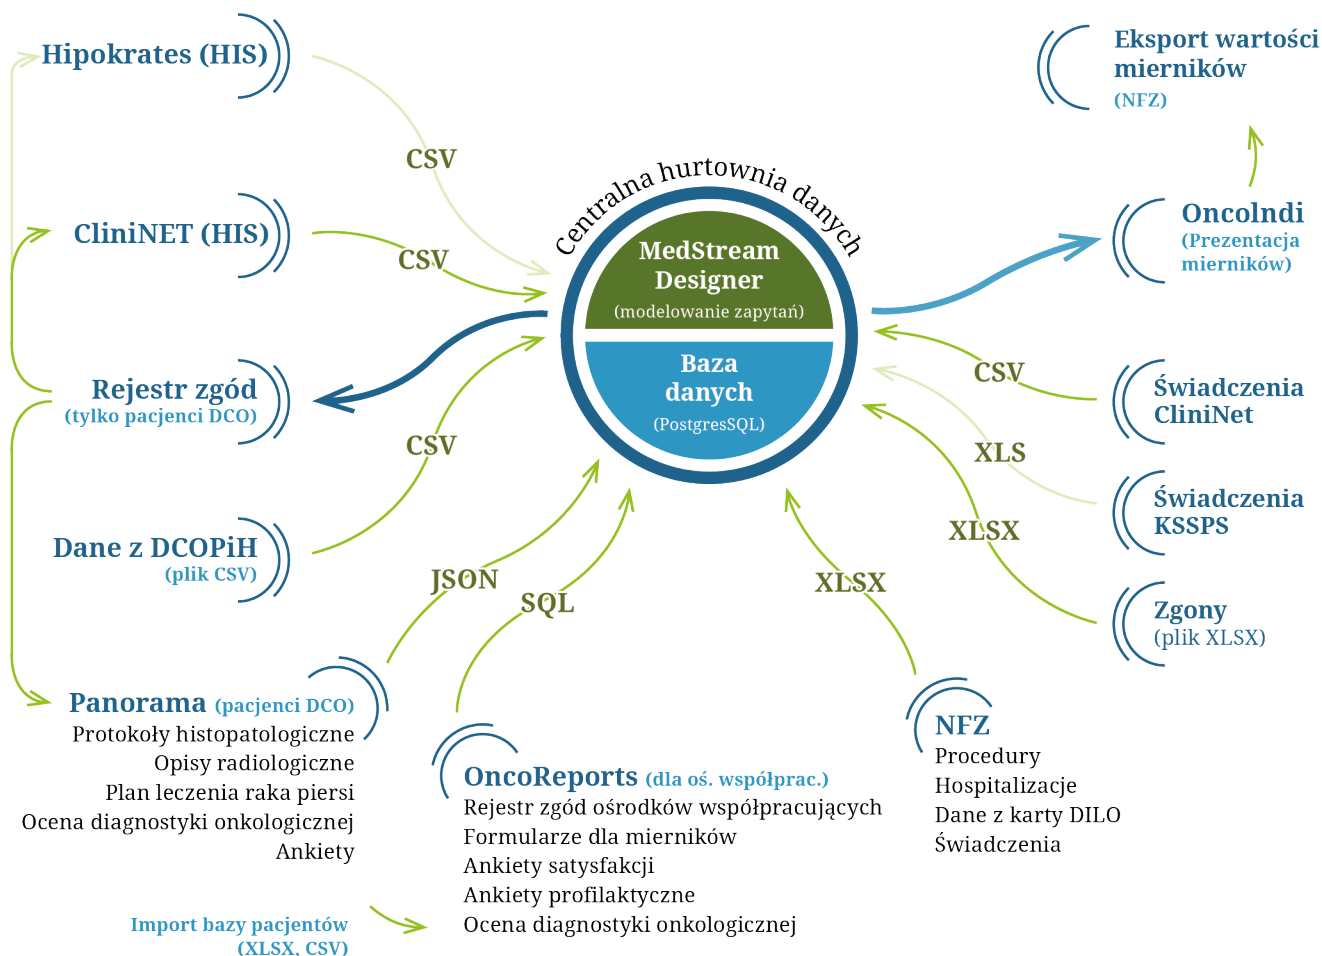 Hipokrates (HIS)
CSV
CliniNET (HIS)
CSV
Rejestr zgód
(tylko pacjenci DCO)
CSV
Dane z DCOPiH
(plik CSV)
JSON
SQL
Panorama (pacjenci DCO)
Protokoły histopatologiczne
Opisy radiologiczne
Plan leczenia raka piersi
Ocena diagnostyki onkologicznej
Ankiety
Import bazy pacjentów
(XLSX, CSV)
OncoReports (dla oś. współprac.)
Rejestr zgód ośrodków współpracujących
Formularze dla mierników
Ankiety satysfakcji
Ankiety profilaktyczne
Ocena diagnostyki onkologicznej
Centralna hurtownia danych
MedStream
Designer
(modelowanie zapytań)
Baza
danych
(PostgresSQL)
Eksport wartości
mierników
(NFZ)
OncoIndi
(Prezentacja
mierników)
CSV
Świadczenia
CliniNet
XLS
Świadczenia
KSSPS
XLSX
Zgony
(plik XLSX)
XLSX
NFZ
Procedury
Hospitalizacje
Dane z karty DILO
Świadczenia